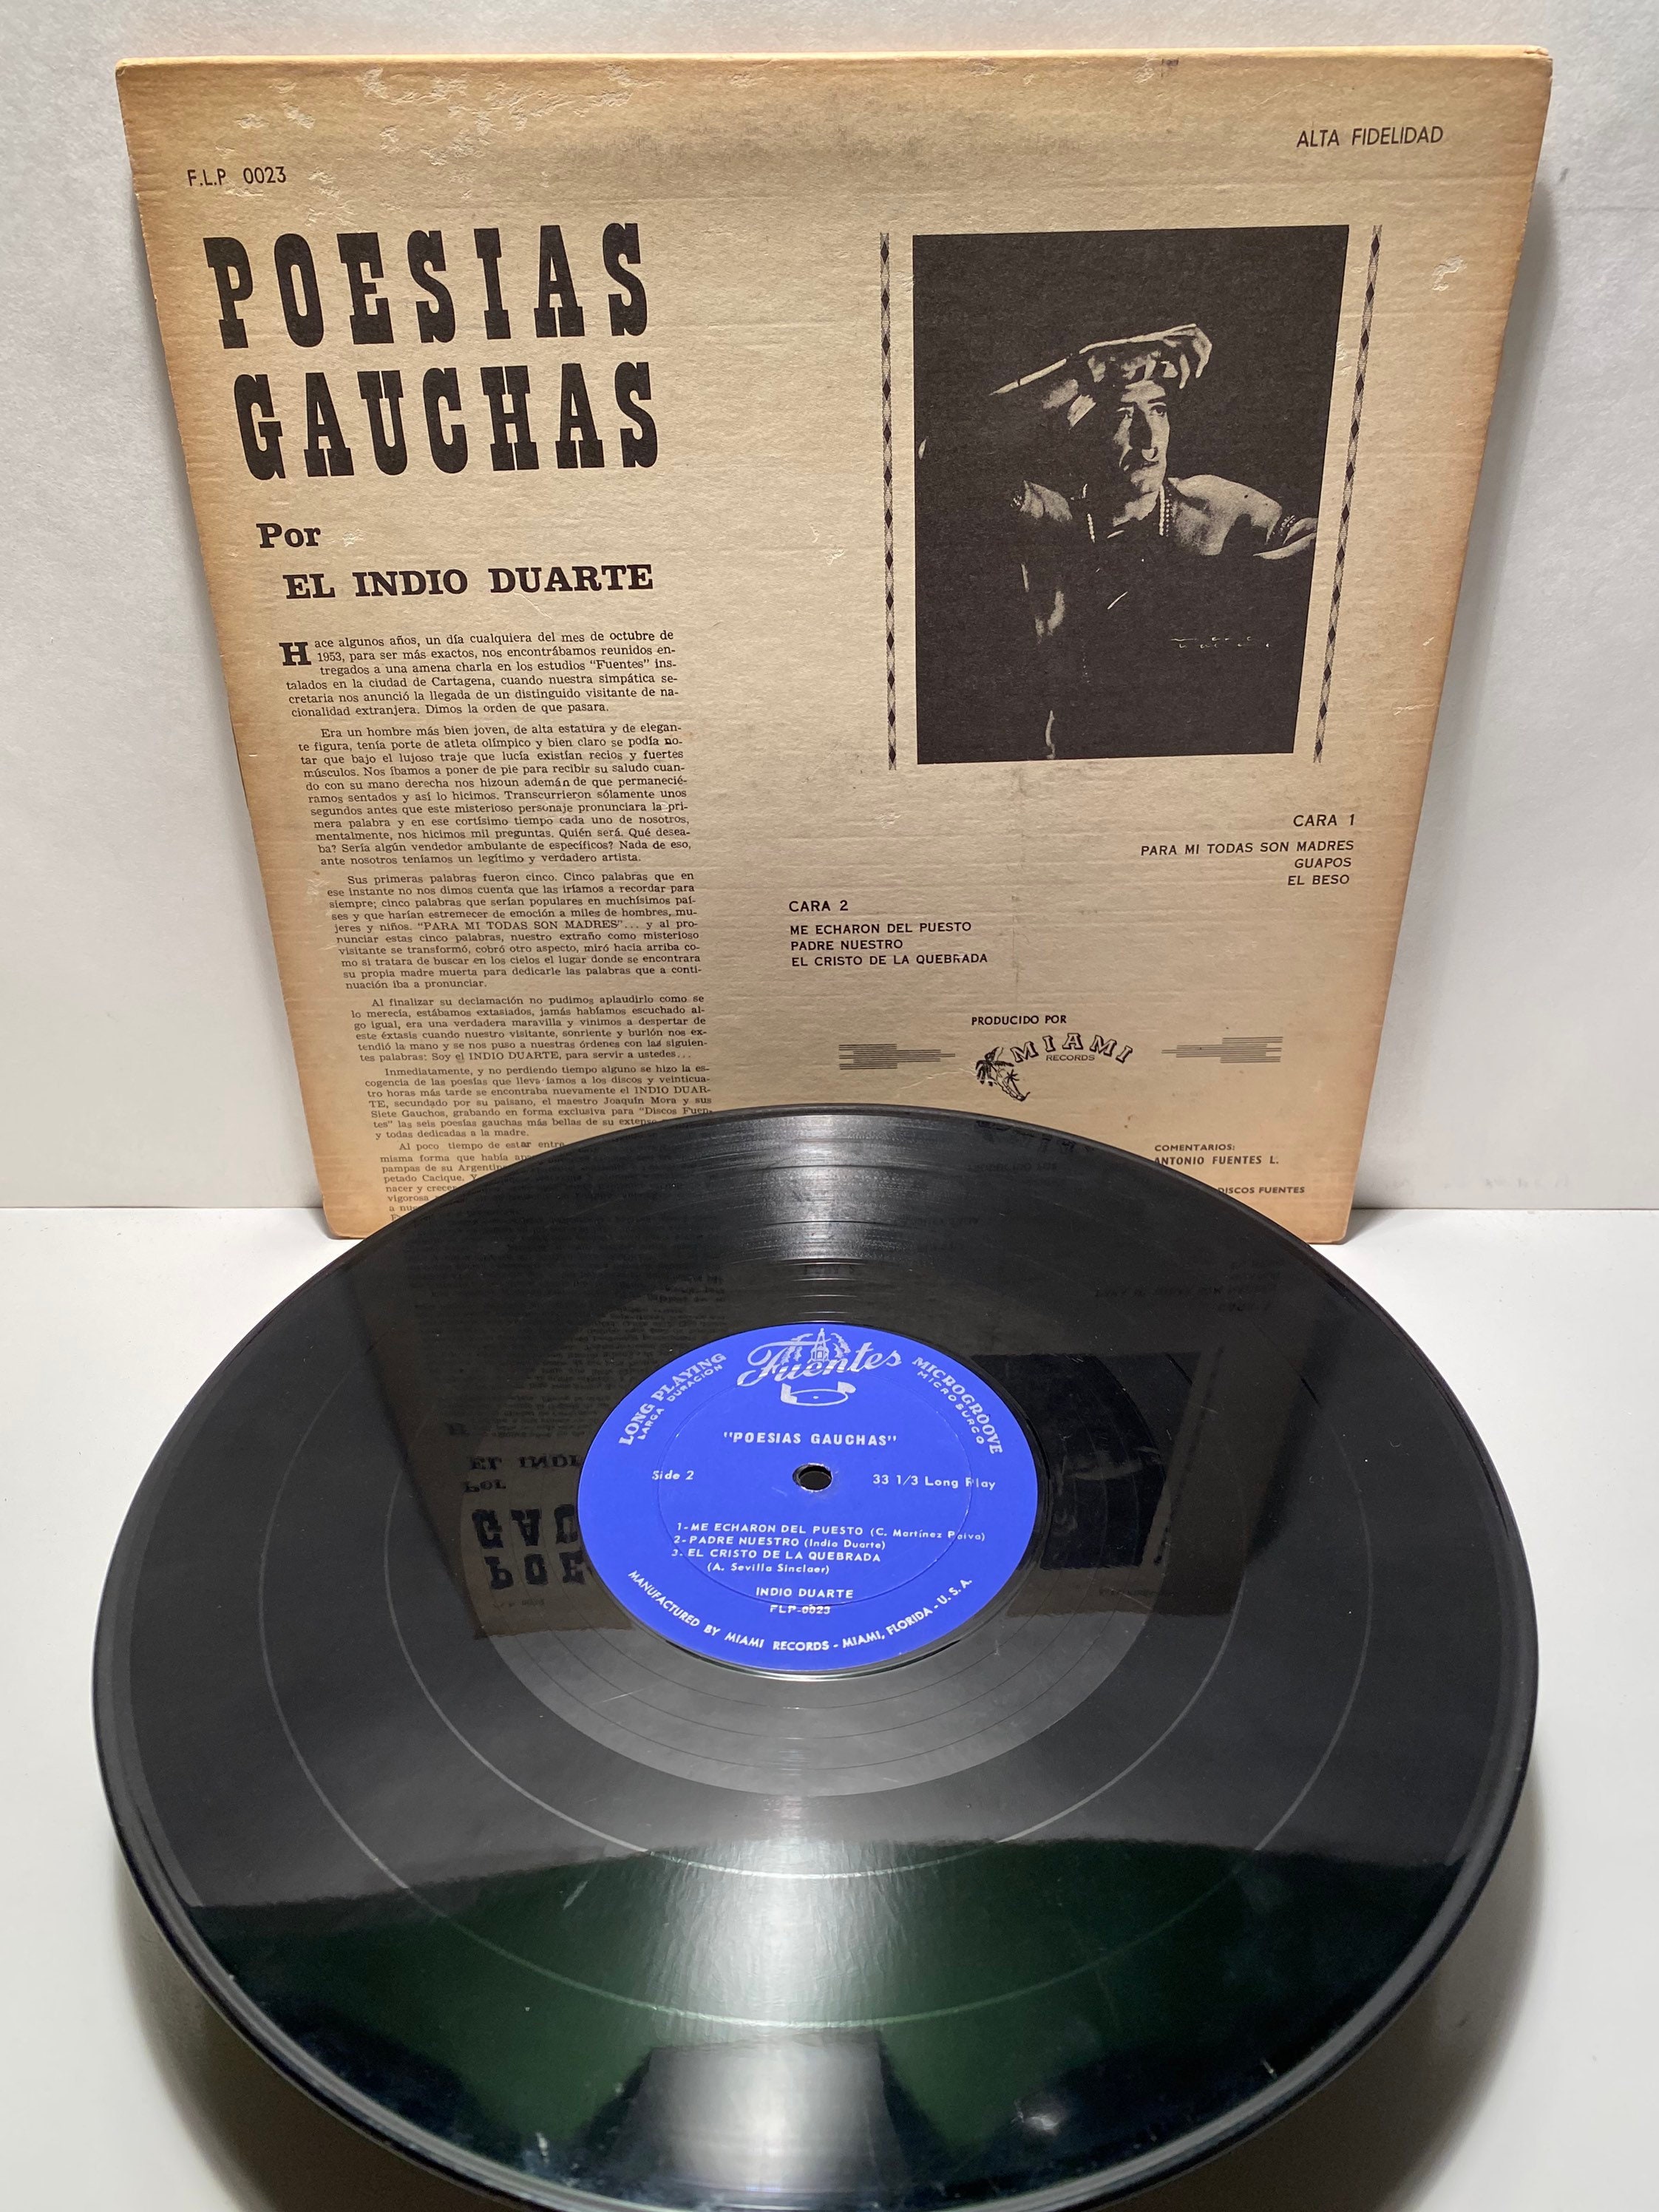 F.L.P 0023
ALTA FIDELIDAD
POESIAS
GAUCHAS
Por
EL INDIO DUARTE
Hace algunos años, un día cualquiera del mes de octubre de
1953, para ser más exactos, nos encontrábamos reunidos en-
tregados a una amena charla en los estudios "Fuentes" ins-
talados en la ciudad de Cartagena, cuando nuestra simpática se-
cretaria nos anunció la llegada de un distinguido visitante de na-
cionalidad extranjera. Dimos la orden de que pasara.
Era un hombre más bien joven, de alta estatura y de elegan-
te figura, tenía porte de atleta olímpico y bien claro se podía no-
tar que bajo el lujoso traje que lucía existían recios y fuertes
músculos. Nos íbamos a poner de pie para recibir su saludo cuan-
do con su mano derecha nos hizoun ademán de que permanecié-
ramos sentados y así lo hicimos. Transcurrieron sólamente unos
segundos antes que este misterioso personaje pronunciara la pri-
mera palabra y en ese cortísimo tiempo cada uno de nosotros,
mentalmente, nos hicimos mil preguntas. Quién será. Qué desea-
ba? Sería algún vendedor ambulante de específicos? Nada de eso,
ante nosotros teníamos un legítimo y verdadero artista.
Sus primeras palabras fueron cinco. Cinco palabras que en
ese instante no nos dimos cuenta que las iríamos a recordar para
siempre; cinco palabras que serían populares en muchísimos paí-
ses y que harían estremecer de emoción a miles de hombres, mu-
jeres y niños. "PARA MI TODAS SON MADRES"... y al pro-
nunciar estas cinco palabras, nuestro extraño como misterioso
visitante se transformó, cobró otro aspecto, miró hacia arriba co-
mo si tratara de buscar en los cielos el lugar donde se encontrara
su propia madre muerta para dedicarle las palabras que a conti-
nuación iba a pronunciar.
Al finalizar su declamación no pudimos aplaudirlo como se
lo merecía, estábamos extasiados, jamás habíamos escuchado al-
go igual, era una verdadera maravilla y vinimos a despertar de
este éxtasis cuando nuestro visitante, sonriente y burlón nos ex-
tendió la mano y se nos puso a nuestras órdenes con las siguien-
tes palabras: Soy el INDIO DUARTE, para servir a ustedes...
Inmediatamente, y no perdiendo tiempo alguno se hizo la es-
cogencia de las poesías que lleva íamos a los discos y veinticua-
tro horas más tarde se encontraba nuevamente el INDIO DUAR-
TE, secundado por su paisano, el maestro Joaquín Mora y sus
Siete Gauchos, grabando en forma exclusiva para "Discos Fuen-
tes" las seis poesías gauchas más bellas de su extenso
y todas dedicadas a la madre.
Al poco tiempo de estar entre
misma forma que había
pampas de su Argentin
petado Cacique. Y
nacer y crecer
vigorosa
a nu
CARA 1
PARA MI TODAS SON MADRES
GUAPOS
EL BESO
CARA 2
ME ECHARON DEL PUESTO
PADRE NUESTRO
EL CRISTO DE LA QUEBRADA
PRODUCIDO POR
MIAMI
RECORDS
COMENTARIOS:
ANTONIO FUENTES L.
DISCOS FUENTES
LONG PLAYING
LARGA DURACION
Fuentes
MICROGROOVE
MICROSURCO
"POESIAS GAUCHAS"
Side 2
33 1/3 Long Play
1-ME ECHARON DEL PUESTO (C. Martínez Paiva)
2-PADRE NUESTRO (Indio Duarte)
3. EL CRISTO DE LA QUEBRADA
(A. Sevilla Sinclaer)
INDIO DUARTE
FLP-0023
MANUFACTURED BY MIAMI RECORDS - MIAMI, FLORIDA - U.S.A.